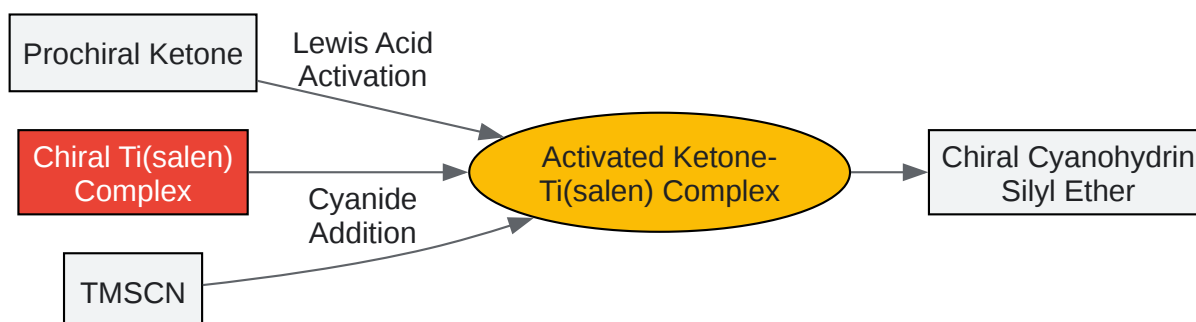 Prochiral Ketone
Lewis Acid
Activation
Chiral Ti(salen)
Complex
Cyanide
Addition
TMSCN
Activated Ketone-
Ti(salen) Complex
Chiral Cyanohydrin
Silyl Ether